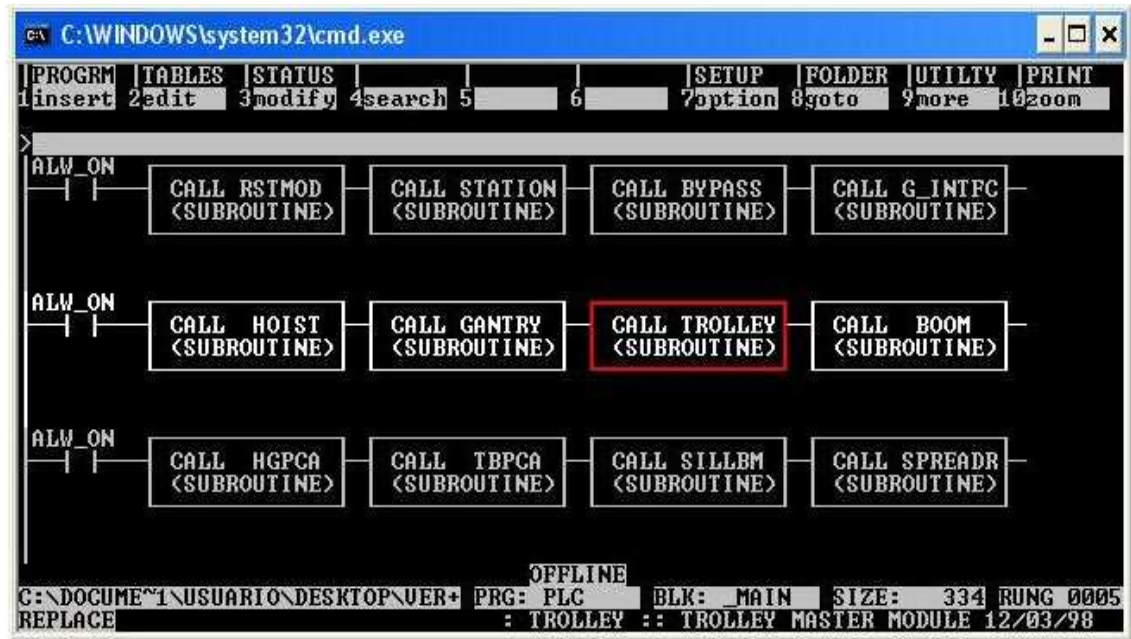 C:\WINDOWS\system32\cmd.exe
|PROGRM |TABLES |STATUS | | | |SETUP |FOLDER |UTILTY |PRINT
1insert 2edit 3modify 4search 5 6 7option 8goto 9more 10zoom
>
ALW_ON
CALL RSTMOD CALL STATION CALL BYPASS CALL G_INTFC
(SUBROUTINE) (SUBROUTINE) (SUBROUTINE) (SUBROUTINE)
ALW_ON
CALL HOIST CALL GANTRY CALL TROLLEY CALL BOOM
(SUBROUTINE) (SUBROUTINE) (SUBROUTINE) (SUBROUTINE)
ALW_ON
CALL HGPCA CALL TBPCA CALL SILLBM CALL SPREADR
(SUBROUTINE) (SUBROUTINE) (SUBROUTINE) (SUBROUTINE)
OFFLINE
C:\DOCUME~1\USUARIO\DESKTOP\VER+ PRG: PLC BLK: _MAIN SIZE: 334 RUNG 0005
REPLACE : TROLLEY :: TROLLEY MASTER MODULE 12/03/98